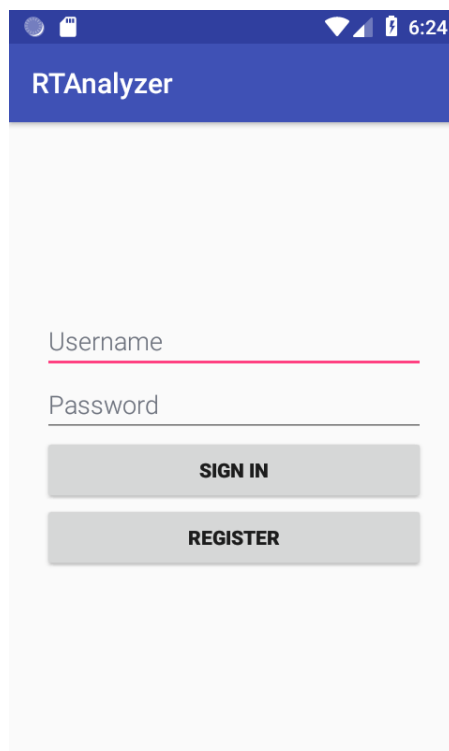 6:24
RTAnalyzer
Username
Password
SIGN IN
REGISTER